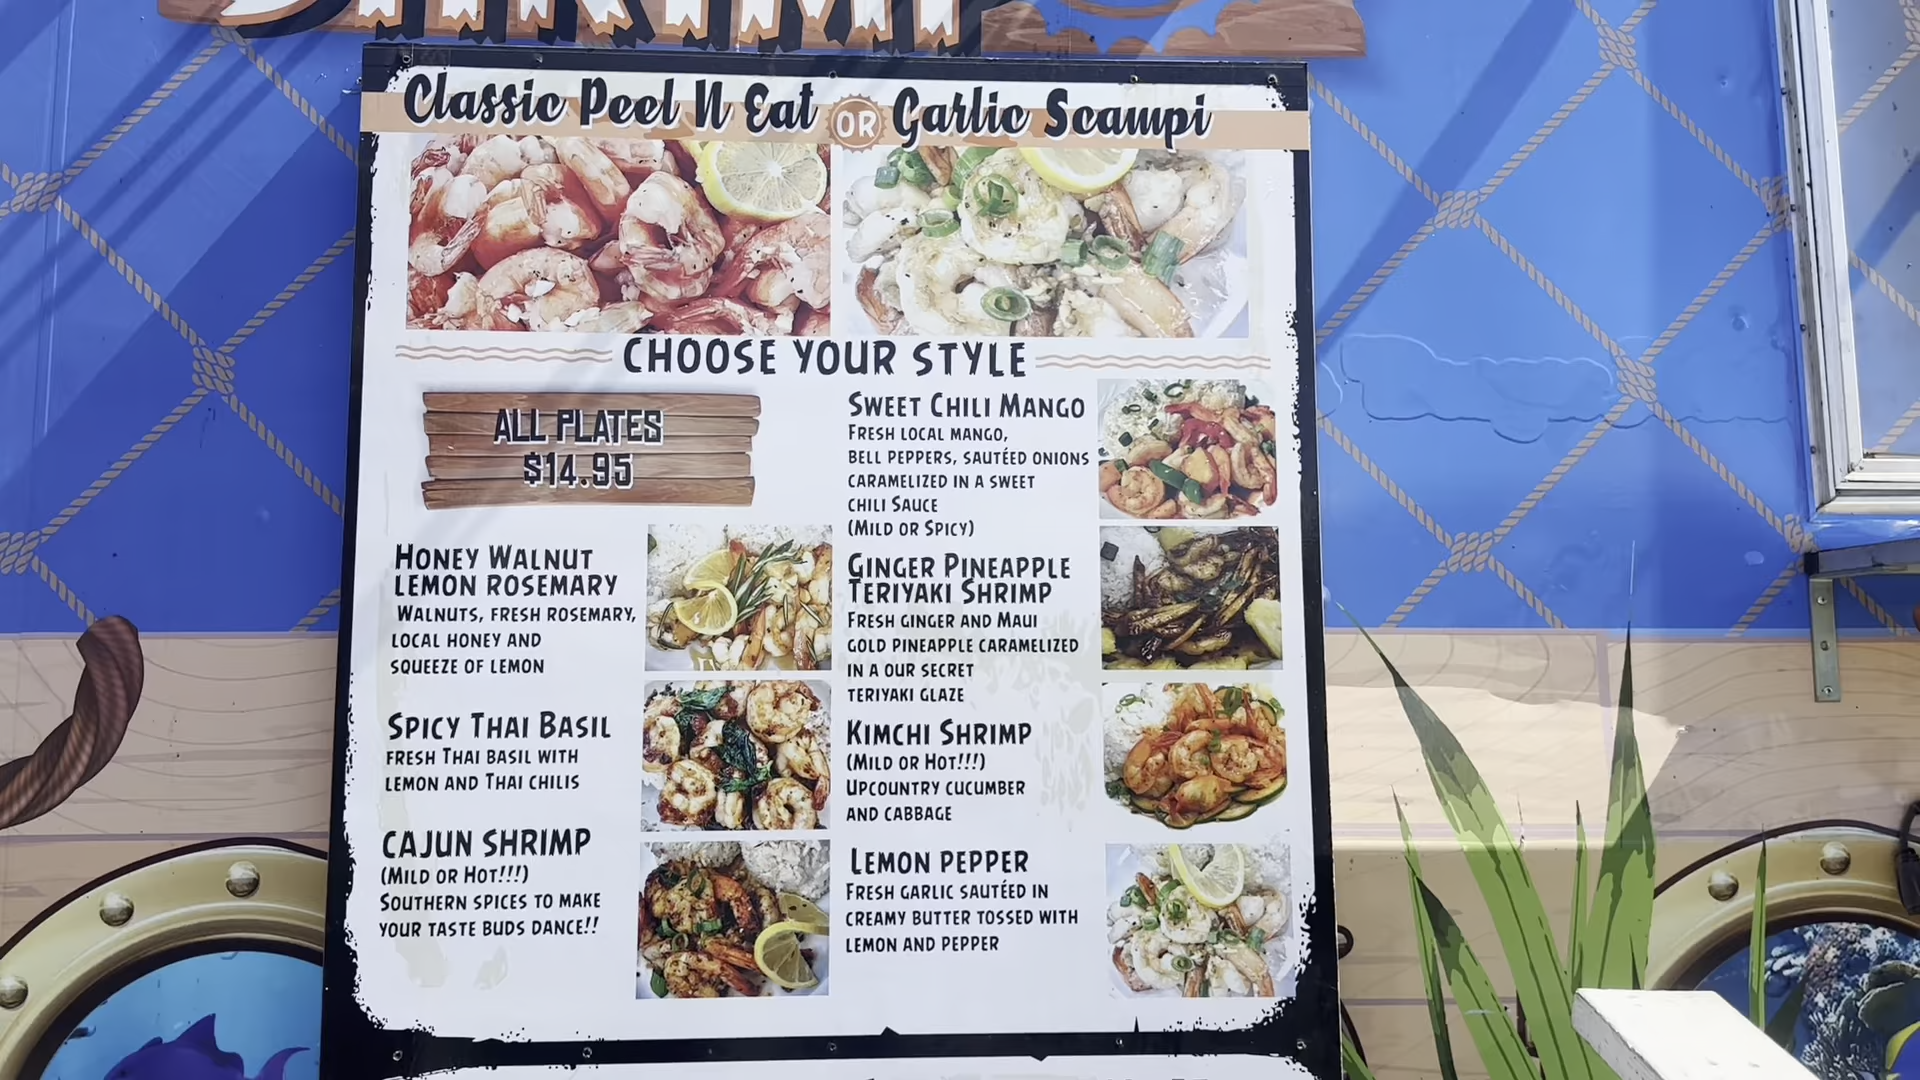 SHRIMP
Classic Peel N Eat OR Garlic Scampi
CHOOSE YOUR STYLE
ALL PLATES
$14.95
HONEY WALNUT
LEMON ROSEMARY
WALNUTS, FRESH ROSEMARY,
LOCAL HONEY AND
SQUEEZE OF LEMON
SPICY THAI BASIL
FRESH THAI BASIL WITH
LEMON AND THAI CHILIS
CAJUN SHRIMP
(MILD OR HOT!!!)
SOUTHERN SPICES TO MAKE
YOUR TASTE BUDS DANCE!!
SWEET CHILI MANGO
FRESH LOCAL MANGO,
BELL PEPPERS, SAUTÉED ONIONS
CARAMELIZED IN A SWEET
CHILI SAUCE
(MILD OR SPICY)
GINGER PINEAPPLE
TERIYAKI SHRIMP
FRESH GINGER AND MAUI
GOLD PINEAPPLE CARAMELIZED
IN A OUR SECRET
TERIYAKI GLAZE
KIMCHI SHRIMP
(MILD OR HOT!!!)
UPCOUNTRY CUCUMBER
AND CABBAGE
LEMON PEPPER
FRESH GARLIC SAUTÉED IN
CREAMY BUTTER TOSSED WITH
LEMON AND PEPPER